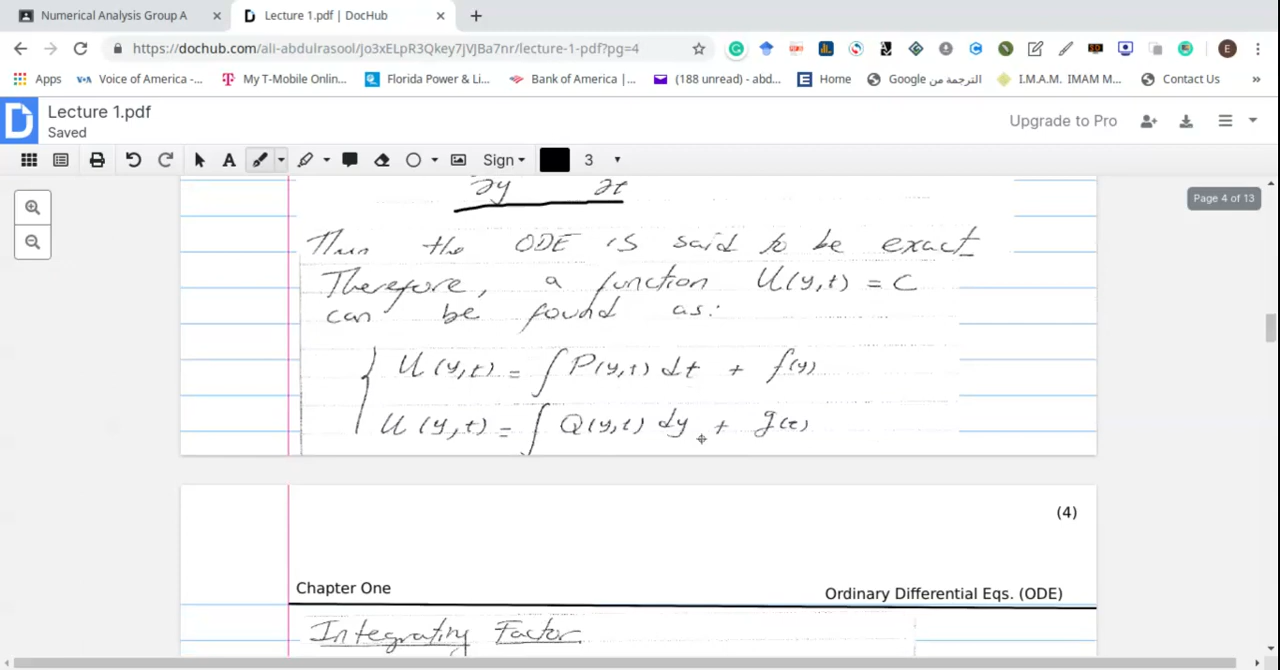 Numerical Analysis Group A
Lecture 1.pdf | DocHub
https://dochub.com/ali-abdulrasool/Jo3xELpR3Qkey7jVJBa7nr/lecture-1-pdf?pg=4
Apps
Voice of America -...
My T-Mobile Onlin...
Florida Power & Li...
Bank of America |...
(188 unread) - abd...
Home
Google الترجمة من
I.M.A.M. IMAM M...
Contact Us
»
Lecture 1.pdf
Saved
Upgrade to Pro
Sign
3
Page 4 of 13
∂y ∂t
Then the ODE is said to be exact
Therefore, a function U(y,t) = C
can be found as:
U(y,t) = ∫ P(y,t) dt + f(y)
U(y,t) = ∫ Q(y,t) dy + g(t)
(4)
Chapter One
Ordinary Differential Eqs. (ODE)
Integrating Factor